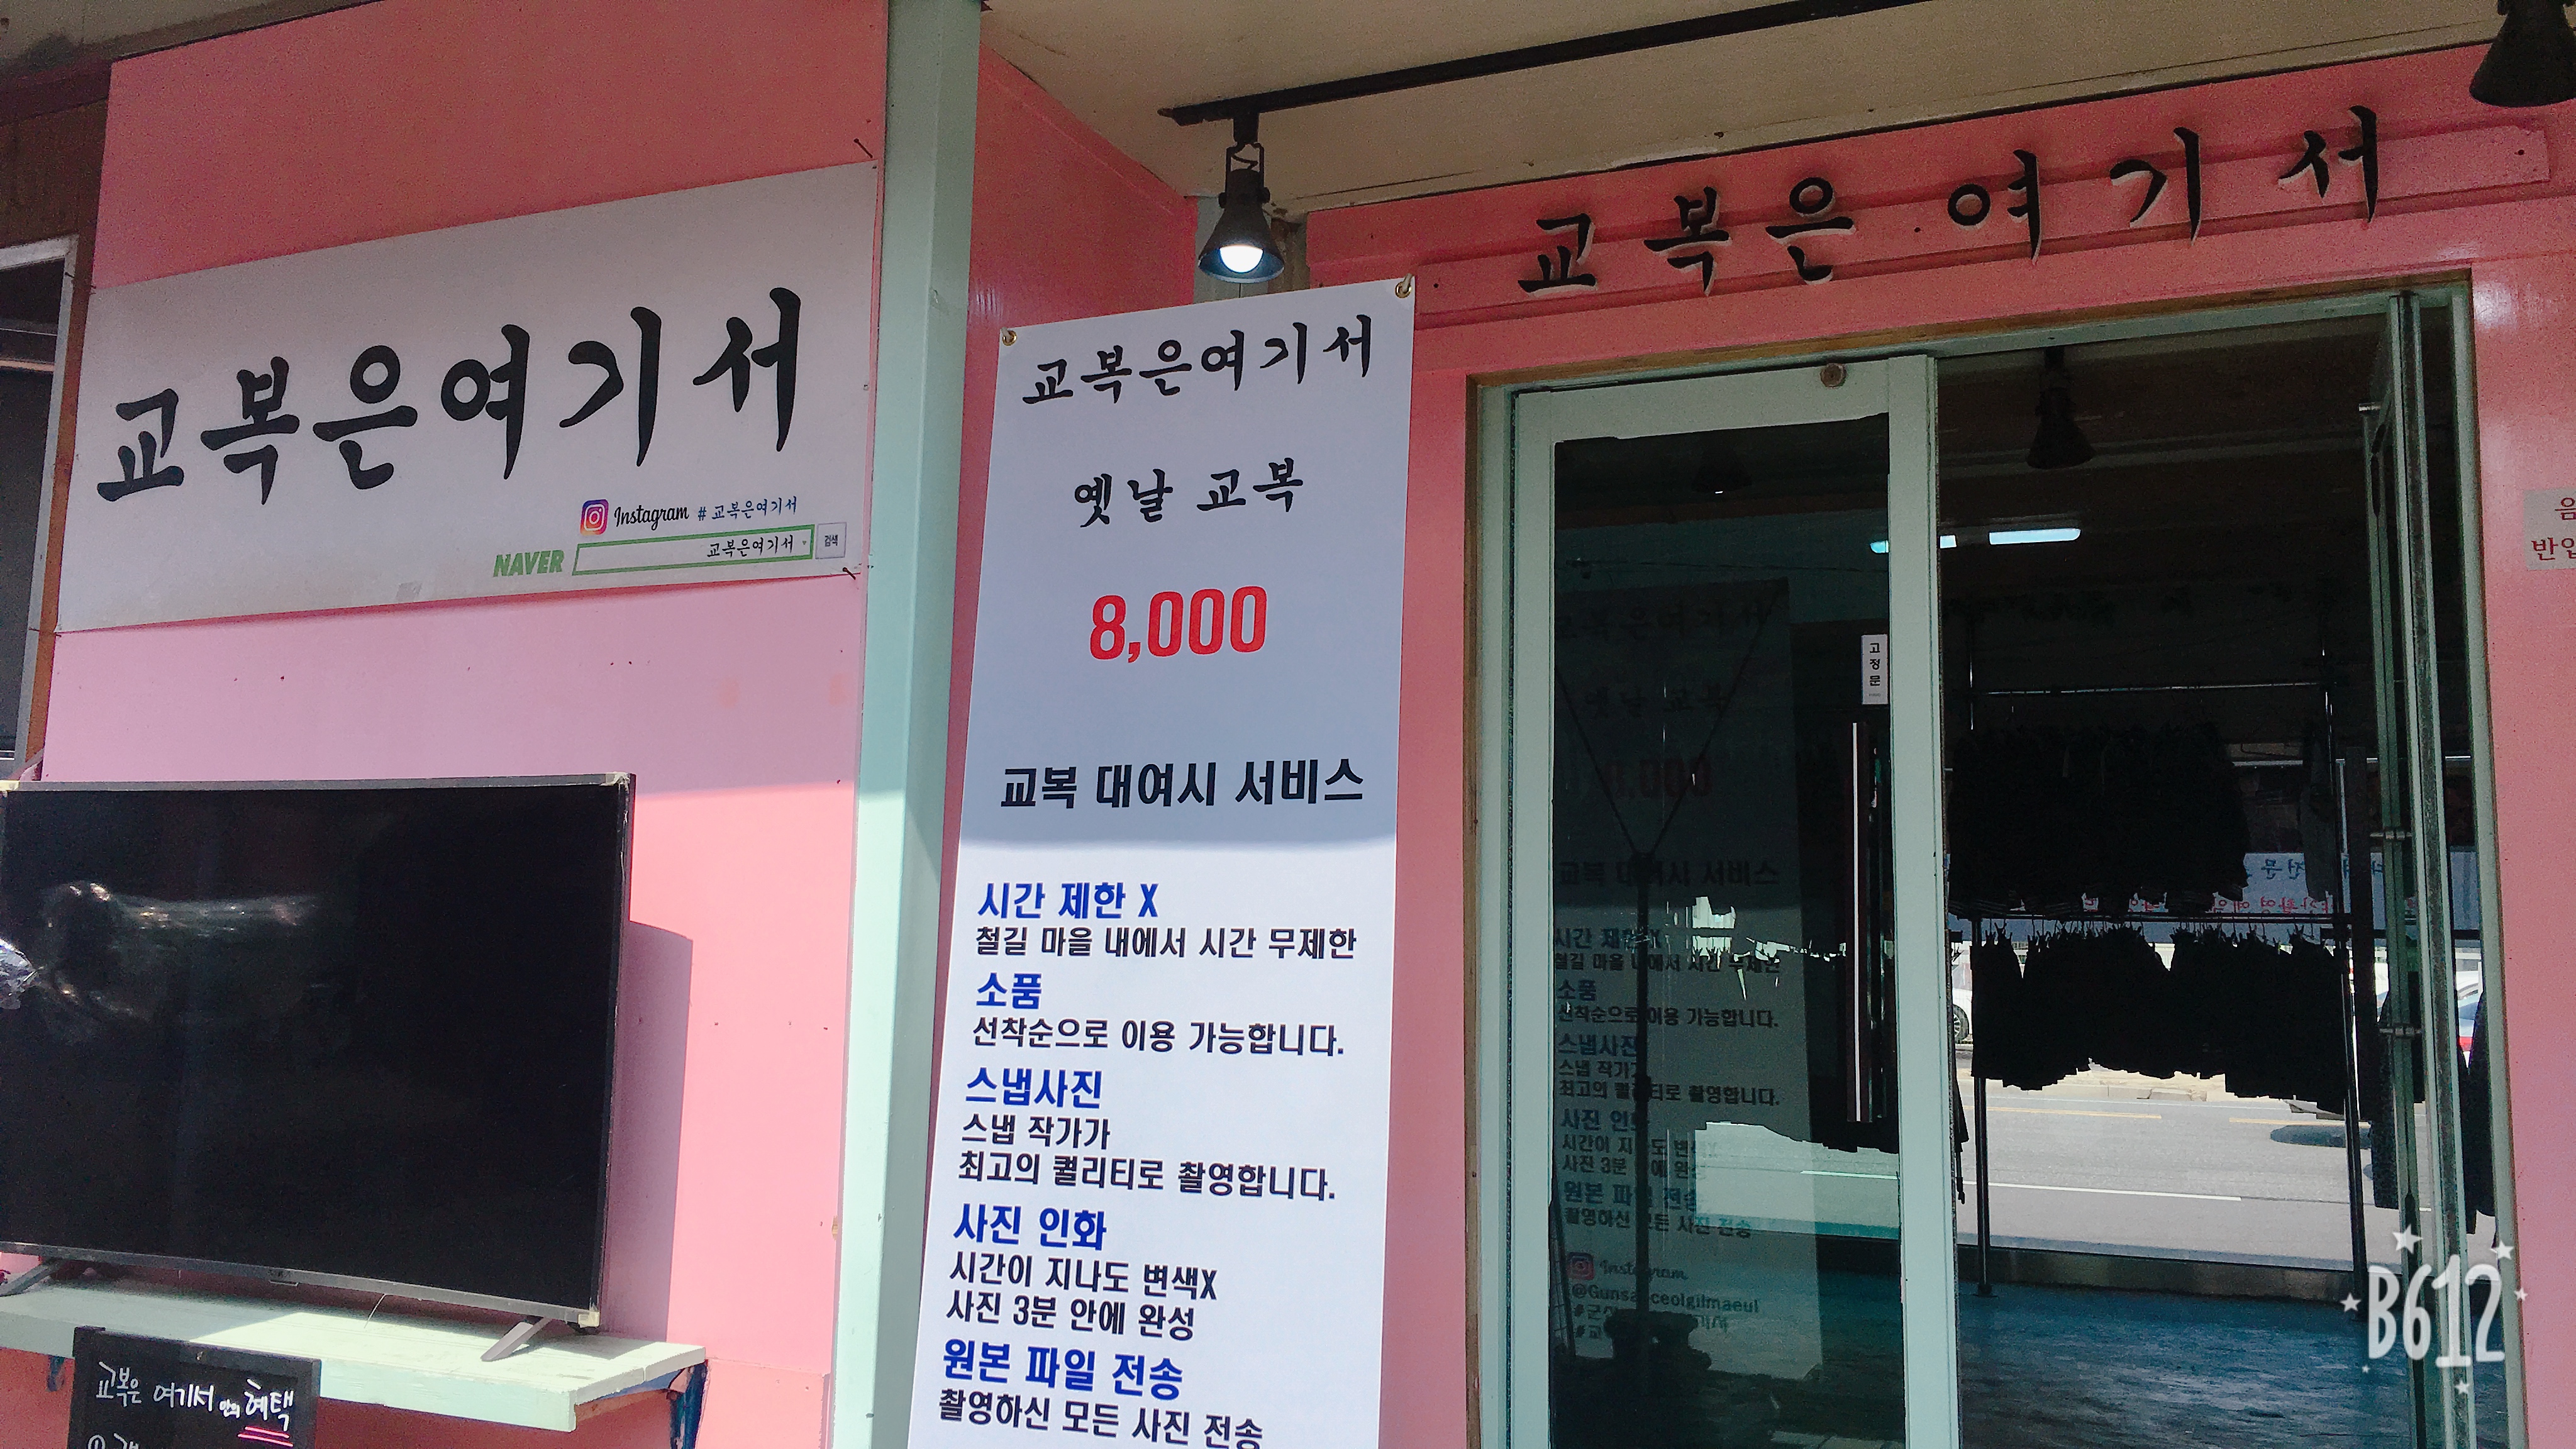 교복은여기서
Instagram #교복은여기서
NAVER 교복은여기서 검색
교복은 여기서만의 혜택
교복은여기서
옛날 교복
8,000
교복 대여시 서비스
시간 제한 X
철길 마을 내에서 시간 무제한
소품
선착순으로 이용 가능합니다.
스냅사진
스냅 작가가
최고의 퀄리티로 촬영합니다.
사진 인화
시간이 지나도 변색X
사진 3분 안에 완성
원본 파일 전송
촬영하신 모든 사진 전송
교복은 여기서
고정문
Instagram
@Gunsanceolgilmaeul
B612